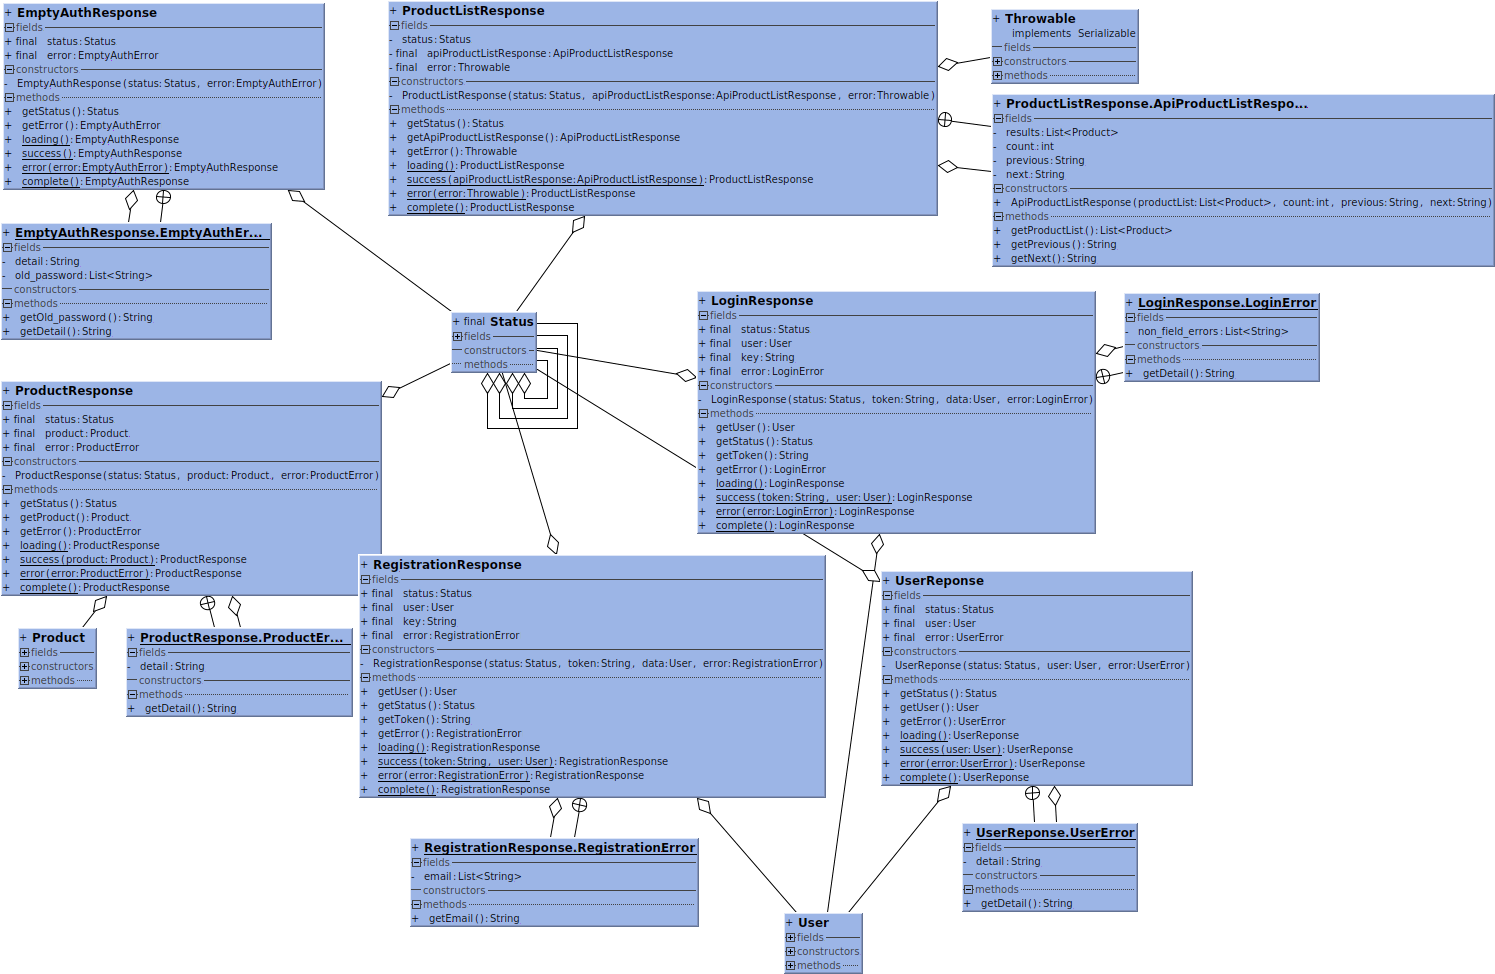 + EmptyAuthResponse
fields
+ final status:Status
+ final error:EmptyAuthError
constructors
- EmptyAuthResponse(status:Status, error:EmptyAuthError)
methods
+ getStatus():Status
+ getError():EmptyAuthError
+ loading():EmptyAuthResponse
+ success():EmptyAuthResponse
+ error(error:EmptyAuthError):EmptyAuthResponse
+ complete():EmptyAuthResponse
+ ProductListResponse
fields
- status:Status
- final apiProductListResponse:ApiProductListResponse
- final error:Throwable
constructors
- ProductListResponse(status:Status, apiProductListResponse:ApiProductListResponse, error:Throwable)
methods
+ getStatus():Status
+ getApiProductListResponse():ApiProductListResponse
+ getError():Throwable
+ loading():ProductListResponse
+ success(apiProductListResponse:ApiProductListResponse):ProductListResponse
+ error(error:Throwable):ProductListResponse
+ complete():ProductListResponse
+ Throwable
implements Serializable
fields
constructors
methods
+ ProductListResponse.ApiProductListRespo...
fields
- results:List<Product>
- count:int
- previous:String
- next:String
constructors
+ ApiProductListResponse(productList:List<Product>, count:int, previous:String, next:String)
methods
+ getProductList():List<Product>
+ getPrevious():String
+ getNext():String
+ EmptyAuthResponse.EmptyAuthEr...
fields
- detail:String
- old_password:List<String>
constructors
methods
+ getOld_password():String
+ getDetail():String
+ final Status
fields
constructors
methods
+ LoginResponse
fields
+ final status:Status
+ final user:User
+ final key:String
+ final error:LoginError
constructors
- LoginResponse(status:Status, token:String, data:User, error:LoginError)
methods
+ getUser():User
+ getStatus():Status
+ getToken():String
+ getError():LoginError
+ loading():LoginResponse
+ success(token:String, user:User):LoginResponse
+ error(error:LoginError):LoginResponse
+ complete():LoginResponse
+ LoginResponse.LoginError
fields
- non_field_errors:List<String>
constructors
methods
+ getDetail():String
+ ProductResponse
fields
+ final status:Status
+ final product:Product
+ final error:ProductError
constructors
- ProductResponse(status:Status, product:Product, error:ProductError)
methods
+ getStatus():Status
+ getProduct():Product
+ getError():ProductError
+ loading():ProductResponse
+ success(product:Product):ProductResponse
+ error(error:ProductError):ProductResponse
+ complete():ProductResponse
+ Product
fields
constructors
methods
+ ProductResponse.ProductEr...
fields
- detail:String
constructors
methods
+ getDetail():String
+ RegistrationResponse
fields
+ final status:Status
+ final user:User
+ final key:String
+ final error:RegistrationError
constructors
- RegistrationResponse(status:Status, token:String, data:User, error:RegistrationError)
methods
+ getUser():User
+ getStatus():Status
+ getToken():String
+ getError():RegistrationError
+ loading():RegistrationResponse
+ success(token:String, user:User):RegistrationResponse
+ error(error:RegistrationError):RegistrationResponse
+ complete():RegistrationResponse
+ UserReponse
fields
+ final status:Status
+ final user:User
+ final error:UserError
constructors
- UserReponse(status:Status, user:User, error:UserError)
methods
+ getStatus():Status
+ getUser():User
+ getError():UserError
+ loading():UserReponse
+ success(user:User):UserReponse
+ error(error:UserError):UserReponse
+ complete():UserReponse
+ RegistrationResponse.RegistrationError
fields
- email:List<String>
constructors
methods
+ getEmail():String
+ UserReponse.UserError
fields
- detail:String
constructors
methods
+ getDetail():String
+ User
fields
constructors
methods